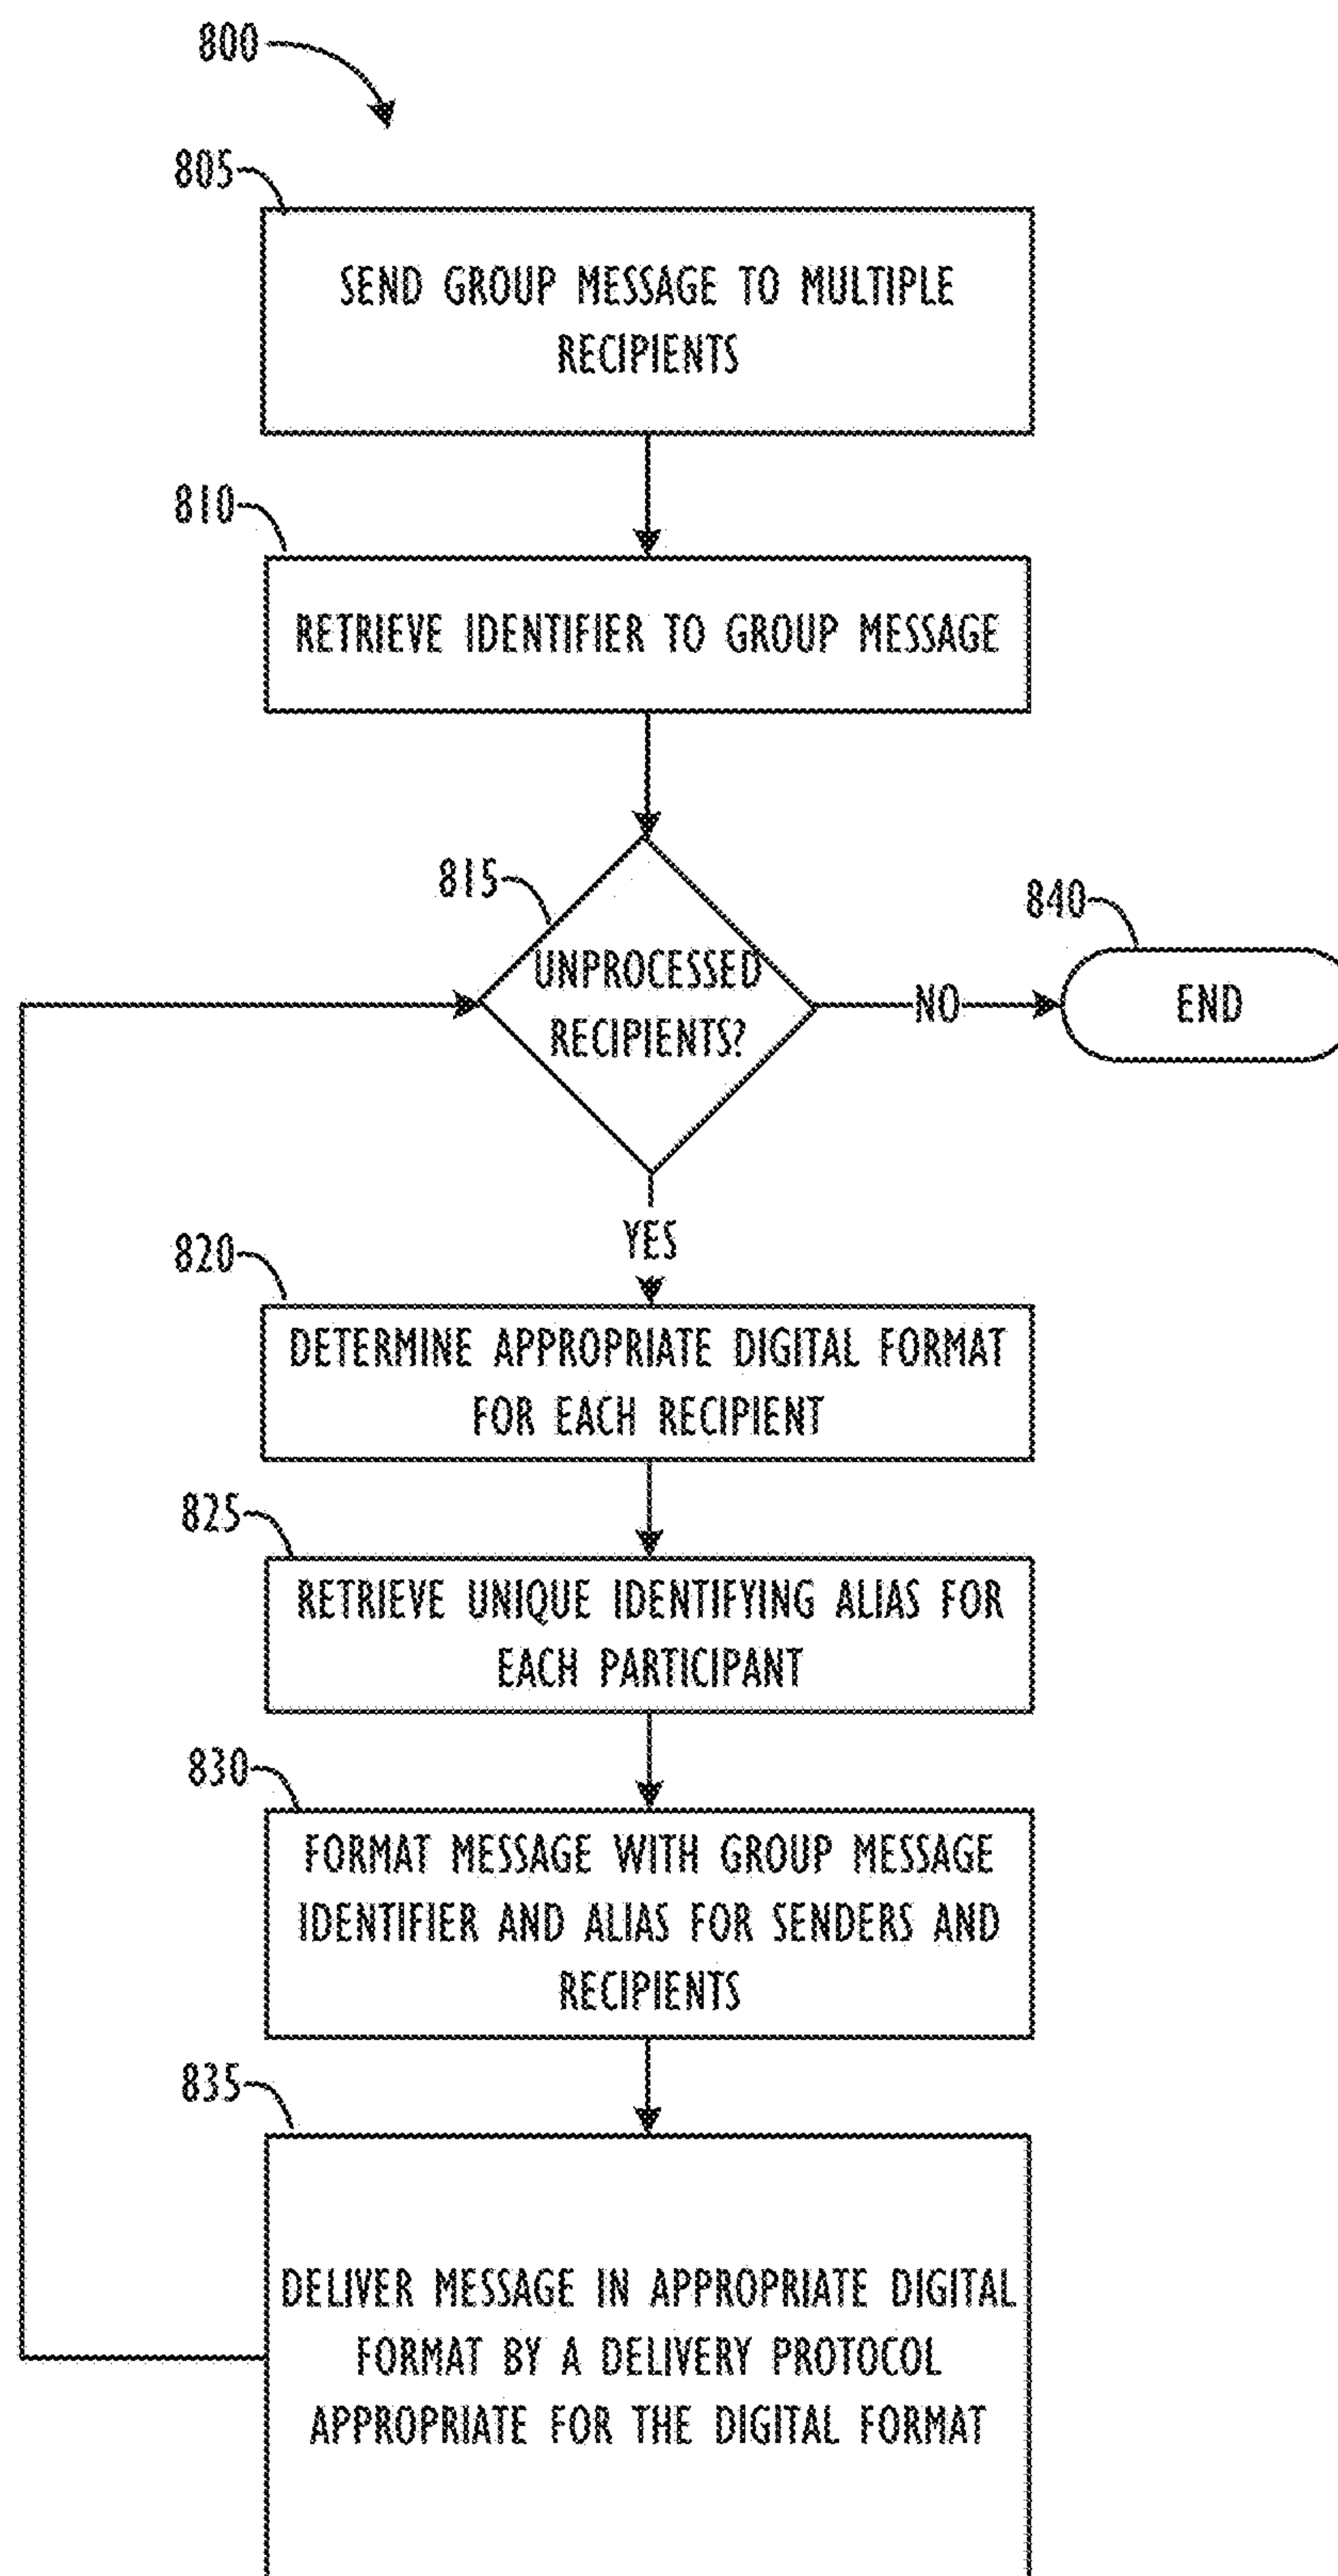 800
805
SEND GROUP MESSAGE TO MULTIPLE
RECIPIENTS
810
RETRIEVE IDENTIFIER TO GROUP MESSAGE
815
UNPROCESSED
RECIPIENTS?
NO
840
END
YES
820
DETERMINE APPROPRIATE DIGITAL FORMAT
FOR EACH RECIPIENT
825
RETRIEVE UNIQUE IDENTIFYING ALIAS FOR
EACH PARTICIPANT
830
FORMAT MESSAGE WITH GROUP MESSAGE
IDENTIFIER AND ALIAS FOR SENDERS AND
RECIPIENTS
835
DELIVER MESSAGE IN APPROPRIATE DIGITAL
FORMAT BY A DELIVERY PROTOCOL
APPROPRIATE FOR THE DIGITAL FORMAT